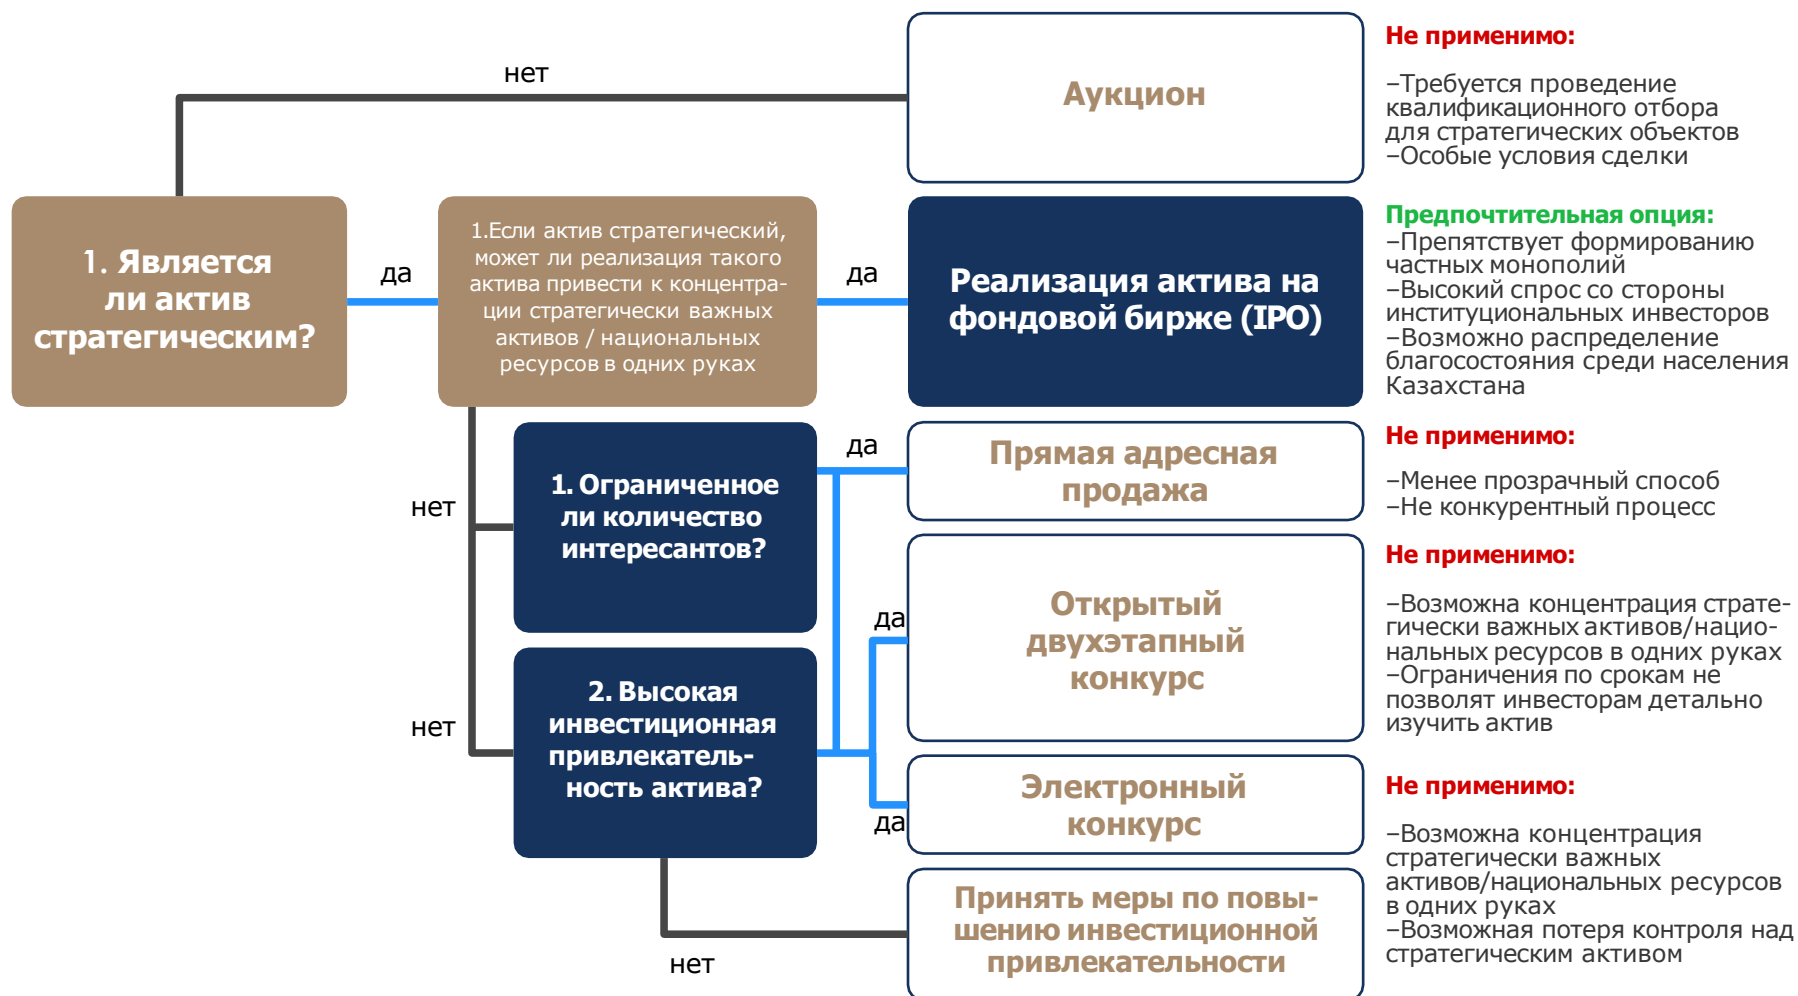 нет
Аукцион
Не применимо:
–Требуется проведение
квалификационного отбора
для стратегических объектов
–Особые условия сделки
1. Является
ли актив
стратегическим?
да
1.Если актив стратегический,
может ли реализация такого
актива привести к концентра-
ции стратегически важных
активов / национальных
ресурсов в одних руках
да
Реализация актива на
фондовой бирже (IPO)
Предпочтительная опция:
–Препятствует формированию
частных монополий
–Высокий спрос со стороны
институциональных инвесторов
–Возможно распределение
благосостояния среди населения
Казахстана
нет
1. Ограниченное
ли количество
интересантов?
да
Прямая адресная
продажа
Не применимо:
–Менее прозрачный способ
–Не конкурентный процесс
нет
2. Высокая
инвестиционная
привлекатель-
ность актива?
да
Открытый
двухэтапный
конкурс
Не применимо:
–Возможна концентрация страте-
гически важных активов/нацио-
нальных ресурсов в одних руках
–Ограничения по срокам не
позволят инвесторам детально
изучить актив
да
Электронный
конкурс
Не применимо:
–Возможна концентрация
стратегически важных
активов/национальных ресурсов
в одних руках
–Возможная потеря контроля над
стратегическим активом
нет
Принять меры по повы-
шению инвестиционной
привлекательности